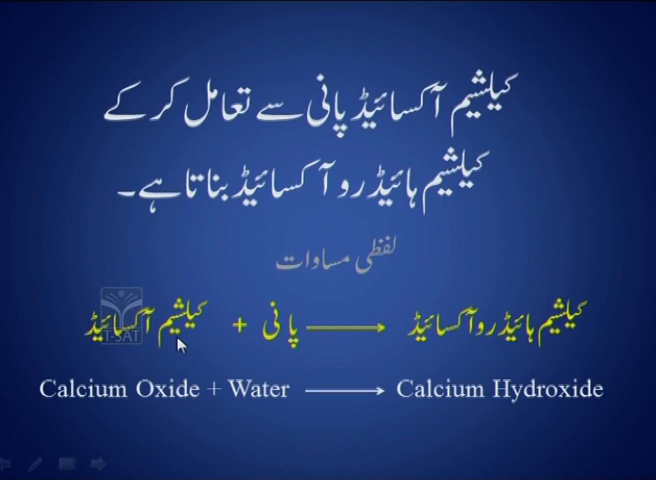 کیلشیم آکسائیڈ پانی سے تعامل کر کے
کیلشیم ہائیڈرو آکسائیڈ بناتا ہے۔
لفظی مساوات
کیلشیم آکسائیڈ + پانی ⟶ کیلشیم ہائیڈرو آکسائیڈ
T-SAT
Calcium Oxide + Water ⟶ Calcium Hydroxide